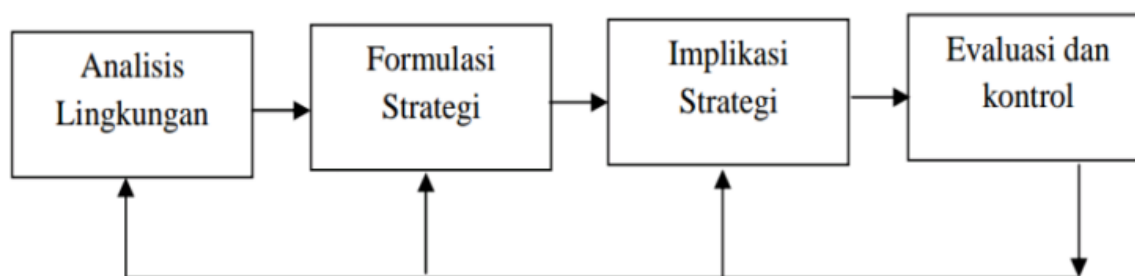 Analisis
Lingkungan
Formulasi
Strategi
Implikasi
Strategi
Evaluasi dan
kontrol